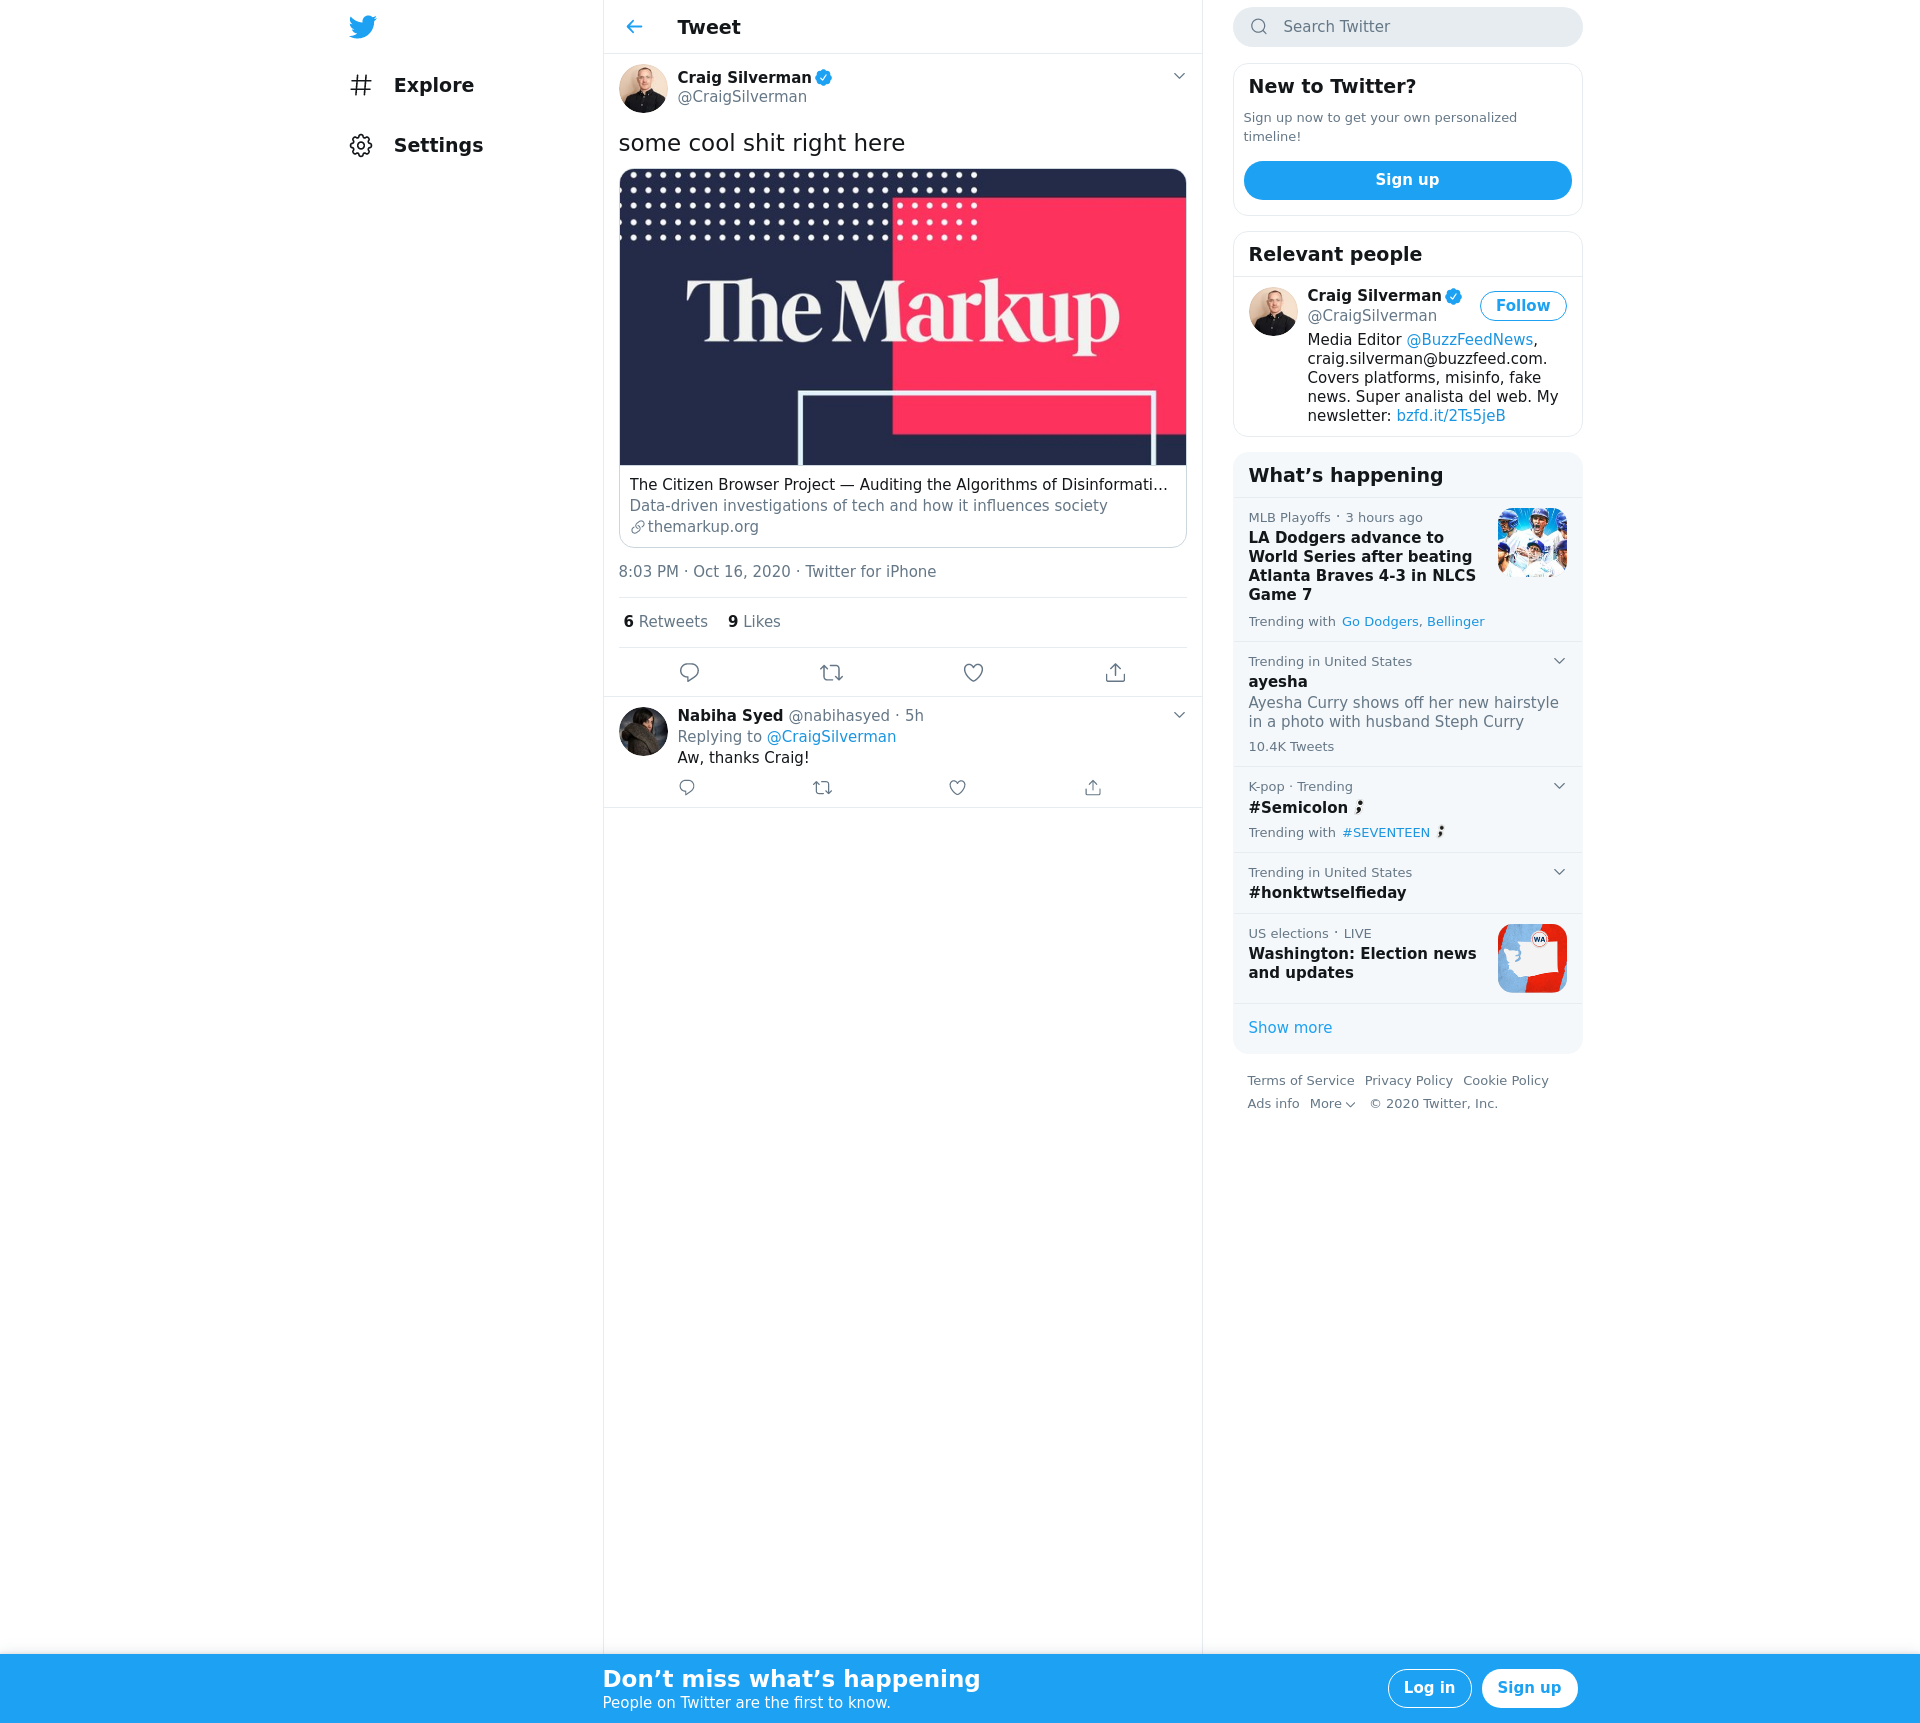 Explore
Settings
Tweet
Craig Silverman
@CraigSilverman
some cool shit right here
The Markup
The Citizen Browser Project — Auditing the Algorithms of Disinformati...
Data-driven investigations of tech and how it influences society
themarkup.org
8:03 PM · Oct 16, 2020 · Twitter for iPhone
6 Retweets 9 Likes
Nabiha Syed @nabihasyed · 5h
Replying to @CraigSilverman
Aw, thanks Craig!
Search Twitter
New to Twitter?
Sign up now to get your own personalized
timeline!
Sign up
Relevant people
Craig Silverman
@CraigSilverman
Follow
Media Editor @BuzzFeedNews,
craig.silverman@buzzfeed.com.
Covers platforms, misinfo, fake
news. Super analista del web. My
newsletter: bzfd.it/2Ts5jeB
What’s happening
MLB Playoffs · 3 hours ago
LA Dodgers advance to
World Series after beating
Atlanta Braves 4-3 in NLCS
Game 7
Trending with Go Dodgers, Bellinger
Trending in United States
ayesha
Ayesha Curry shows off her new hairstyle
in a photo with husband Steph Curry
10.4K Tweets
K-pop · Trending
#Semicolon
Trending with #SEVENTEEN
Trending in United States
#honktwtselfieday
US elections · LIVE
Washington: Election news
and updates
WA
Show more
Terms of Service Privacy Policy Cookie Policy
Ads info More © 2020 Twitter, Inc.
Don’t miss what’s happening
People on Twitter are the first to know.
Log in
Sign up